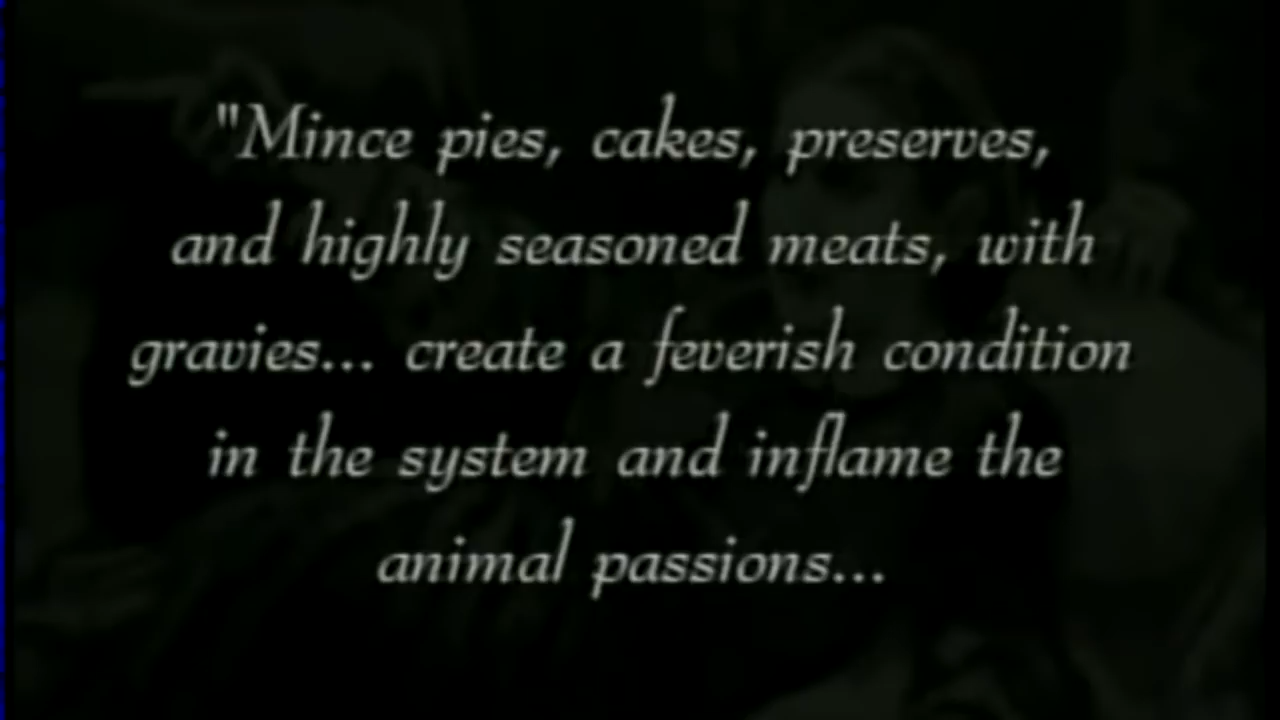 "Mince pies, cakes, preserves,
and highly seasoned meats, with
gravies... create a feverish condition
in the system and inflame the
animal passions...